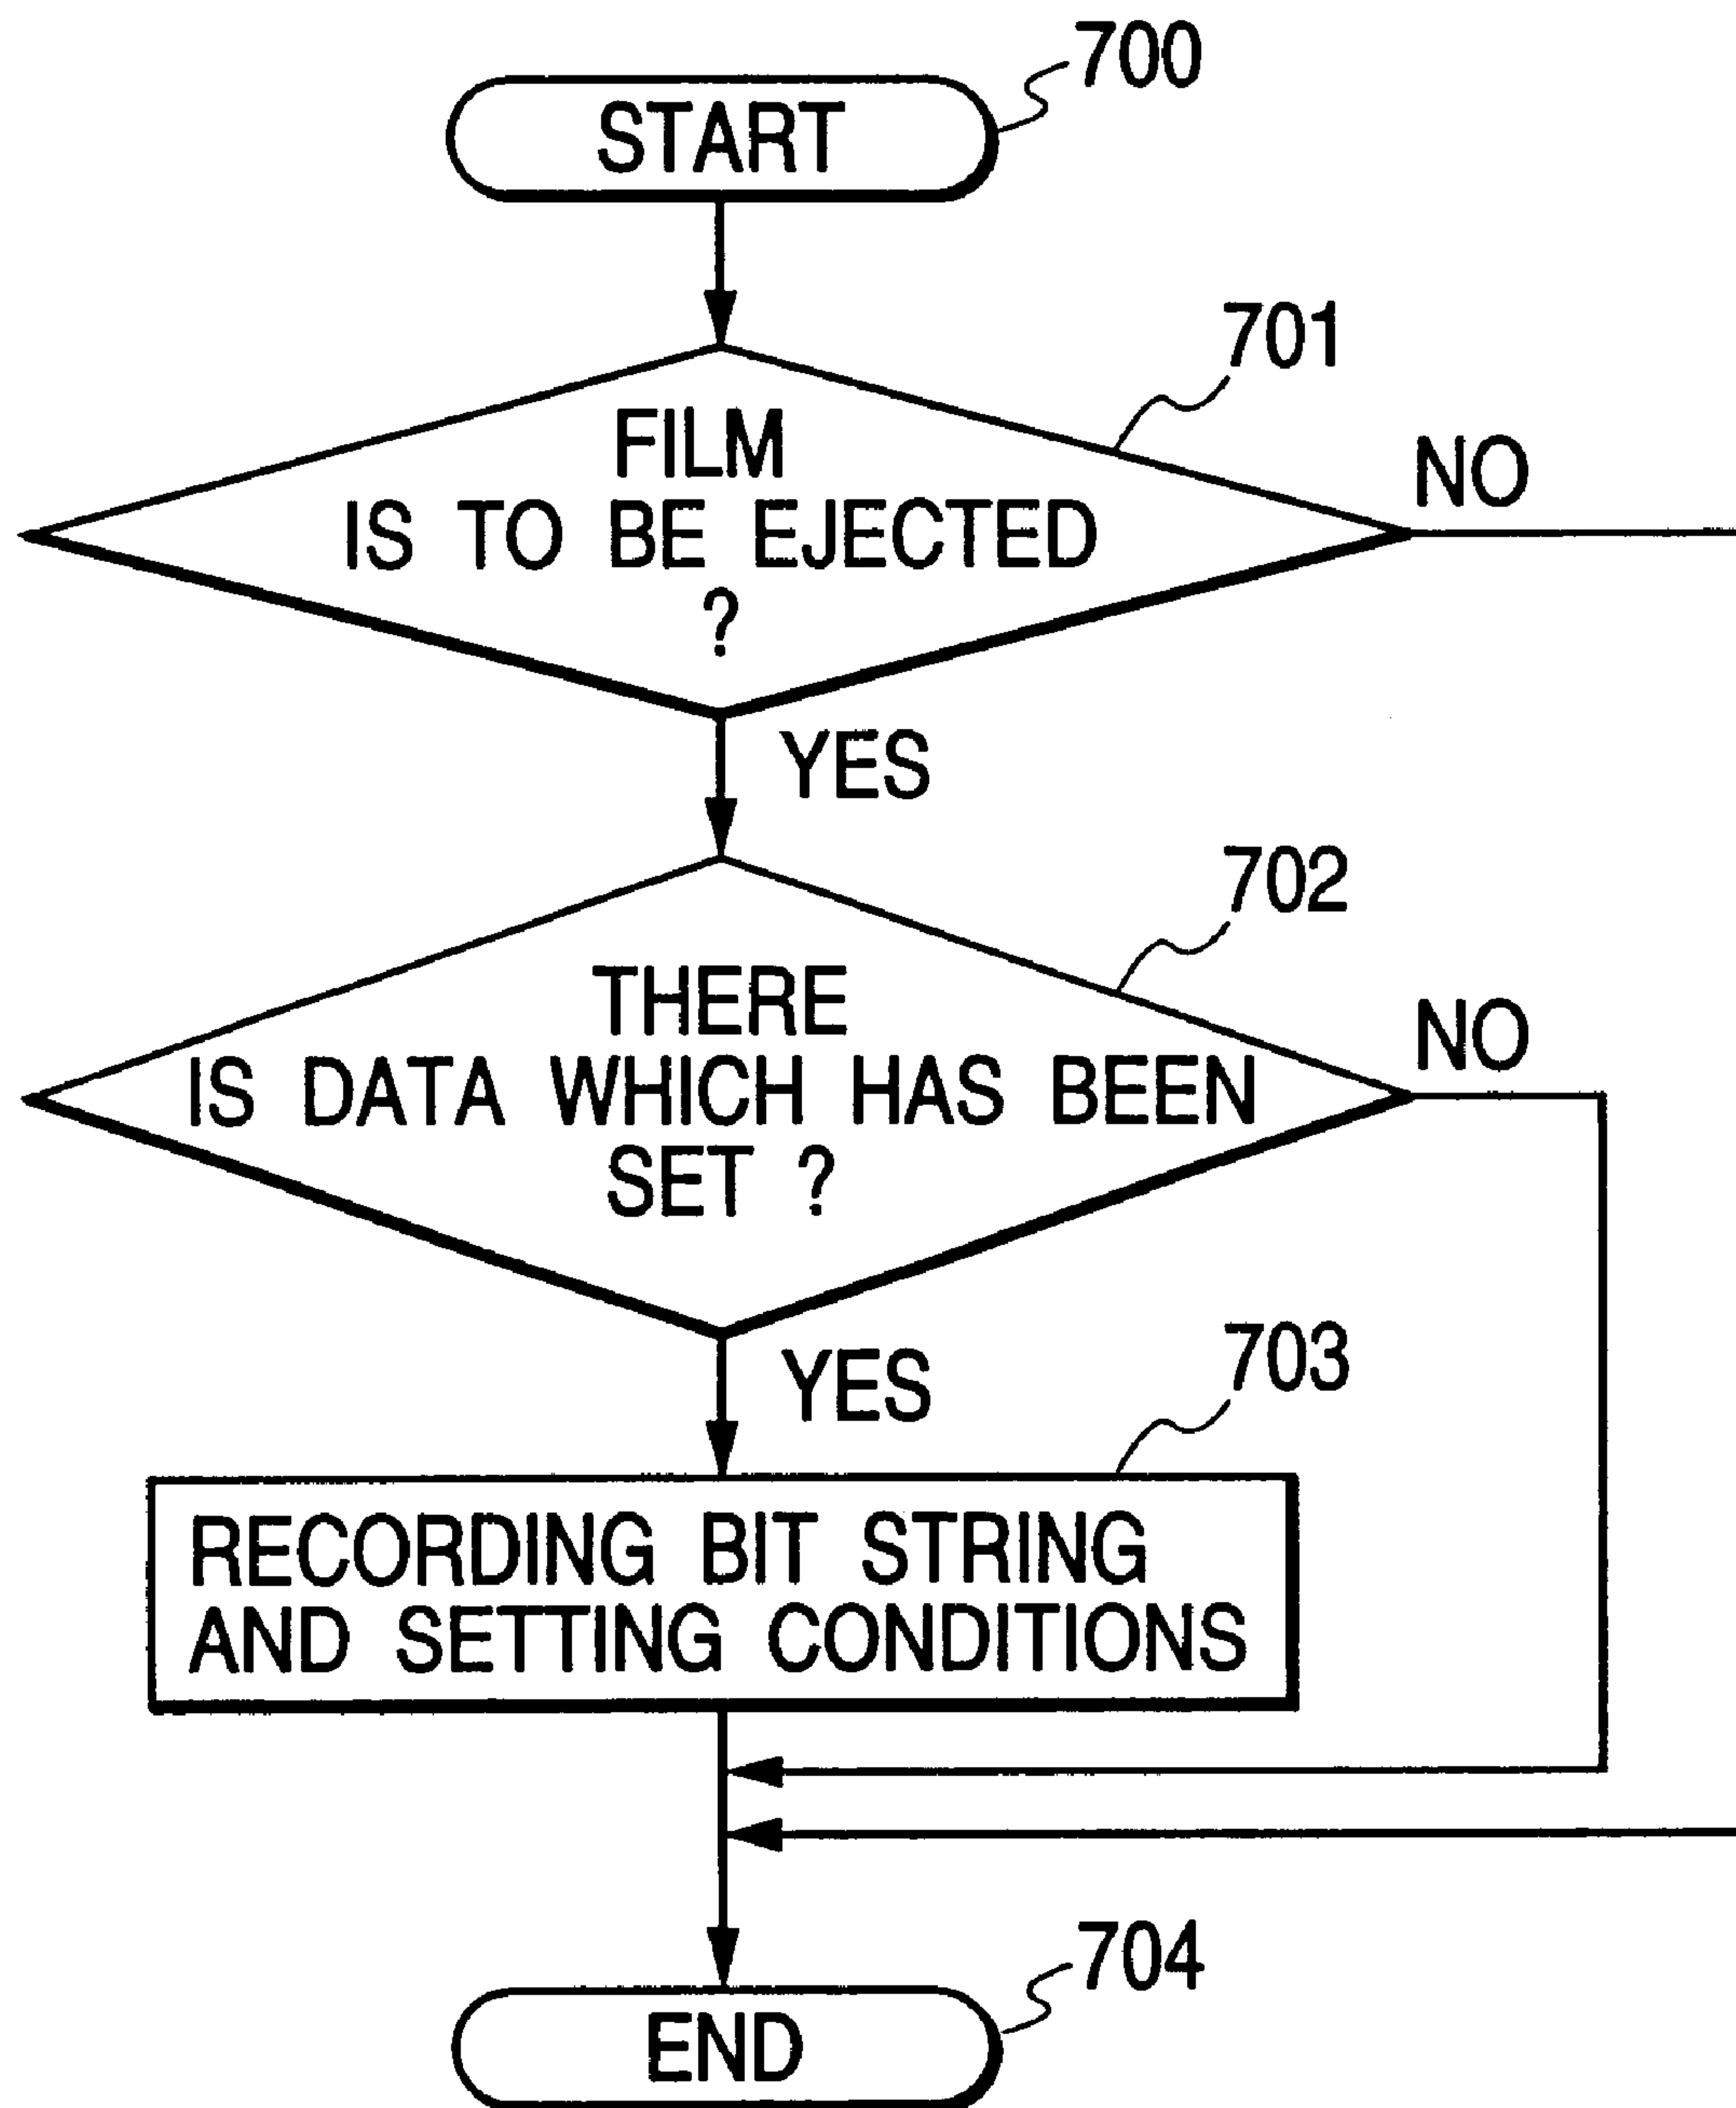 700
START
701
FILM
IS TO BE EJECTED
?
NO
YES
702
THERE
IS DATA WHICH HAS BEEN
SET ?
NO
YES
703
RECORDING BIT STRING
AND SETTING CONDITIONS
704
END